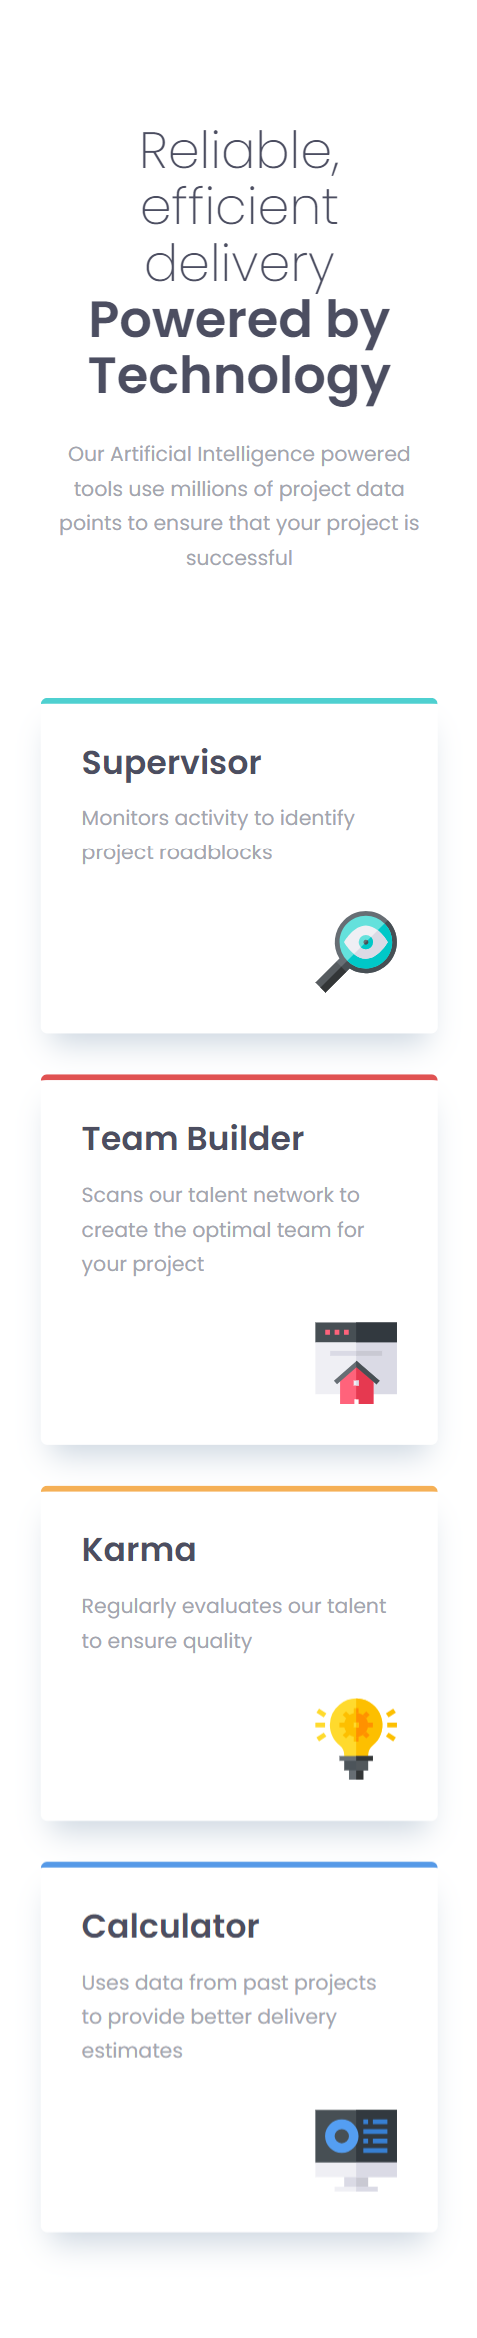 Reliable,
efficient
delivery
Powered by
Technology
Our Artificial Intelligence powered
tools use millions of project data
points to ensure that your project is
successful
Supervisor
Monitors activity to identify
project roadblocks
Team Builder
Scans our talent network to
create the optimal team for
your project
Karma
Regularly evaluates our talent
to ensure quality
Calculator
Uses data from past projects
to provide better delivery
estimates